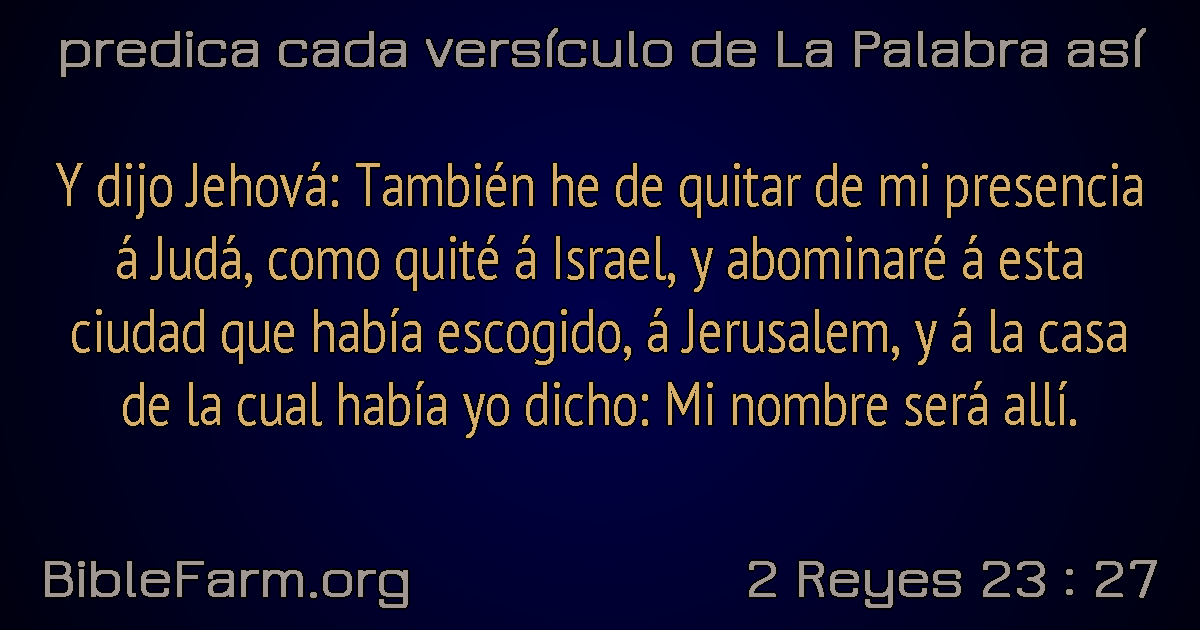 predica cada versículo de La Palabra así
Y dijo Jehová: También he de quitar de mi presencia
á Judá, como quité á Israel, y abominaré á esta
ciudad que había escogido, á Jerusalem, y á la casa
de la cual había yo dicho: Mi nombre será allí.
BibleFarm.org
2 Reyes 23 : 27